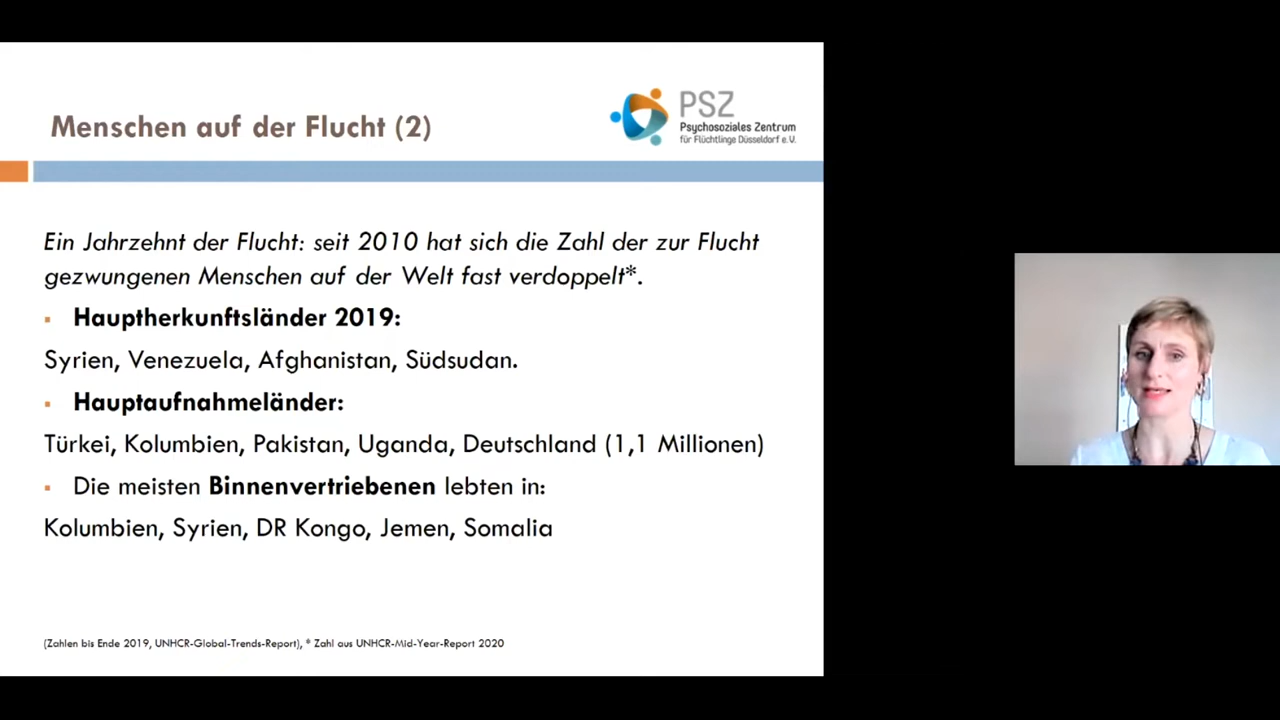 Menschen auf der Flucht (2)
PSZ
Psychosoziales Zentrum
für Flüchtlinge Düsseldorf e.V.
Ein Jahrzehnt der Flucht: seit 2010 hat sich die Zahl der zur Flucht
gezwungenen Menschen auf der Welt fast verdoppelt*.
▪ Hauptherkunftsländer 2019:
Syrien, Venezuela, Afghanistan, Südsudan.
▪ Hauptaufnahmeländer:
Türkei, Kolumbien, Pakistan, Uganda, Deutschland (1,1 Millionen)
▪ Die meisten Binnenvertriebenen lebten in:
Kolumbien, Syrien, DR Kongo, Jemen, Somalia
(Zahlen bis Ende 2019, UNHCR-Global-Trends-Report), * Zahl aus UNHCR-Mid-Year-Report 2020